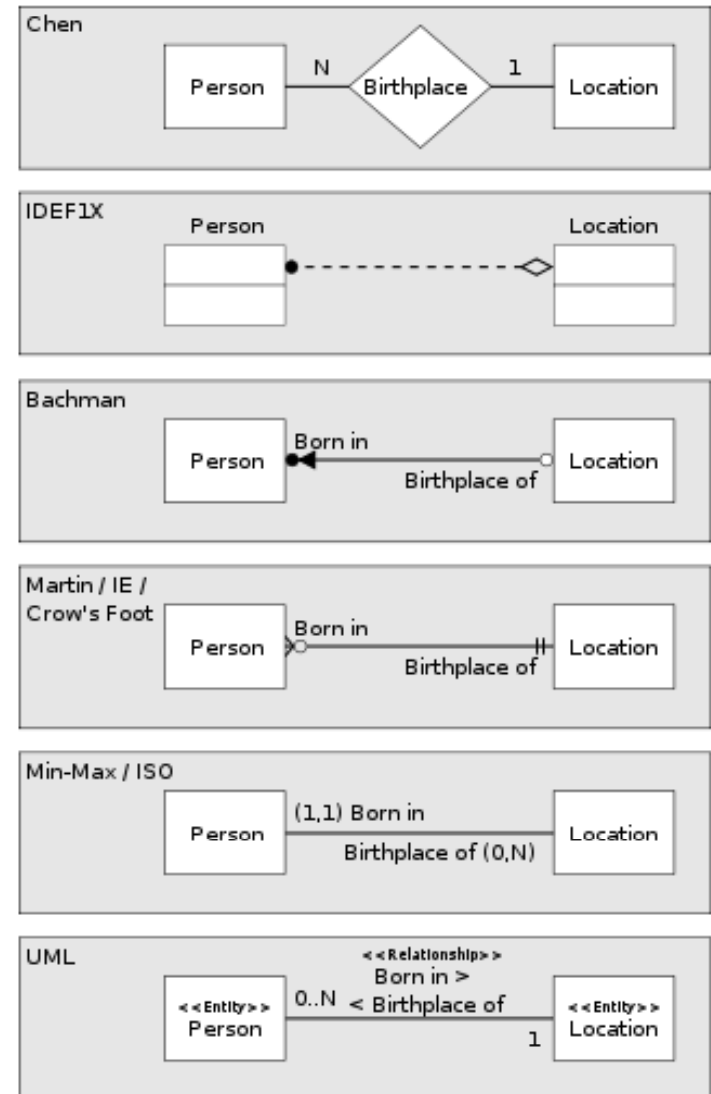 Chen
Person
N
Birthplace
1
Location
IDEF1X
Person
Location
Bachman
Person
Born in
Birthplace of
Location
Martin / IE /
Crow's Foot
Person
Born in
Birthplace of
Location
Min-Max / ISO
Person
(1,1) Born in
Birthplace of (0,N)
Location
UML
<<Entity>>
Person
0..N
<<Relationship>>
Born in >
< Birthplace of
1
<<Entity>>
Location